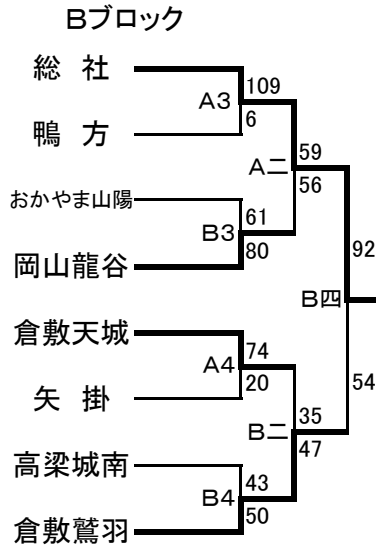 Bブロック
総 社
109
A3
6
鴨 方
59
A二
56
おかやま山陽
61
B3
80
岡山龍谷
92
B四
54
倉敷天城
74
A4
20
矢 掛
35
B二
47
高梁城南
43
B4
50
倉敷鷲羽